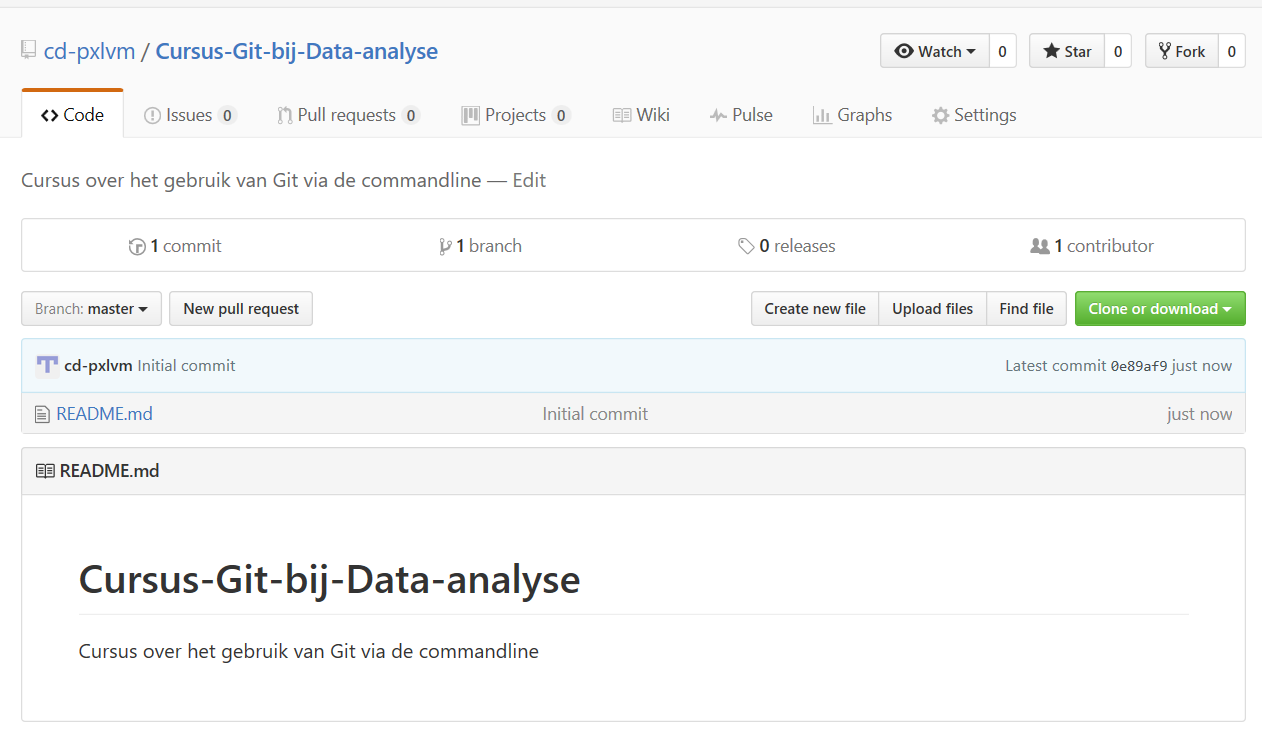 cd-pxlvm / Cursus-Git-bij-Data-analyse Watch 0 Star 0 Fork 0
Code Issues 0 Pull requests 0 Projects 0 Wiki Pulse Graphs Settings
Cursus over het gebruik van Git via de commandline — Edit
1 commit 1 branch 0 releases 1 contributor
Branch: master New pull request Create new file Upload files Find file Clone or download
cd-pxlvm Initial commit Latest commit 0e89af9 just now
README.md Initial commit just now
README.md
Cursus-Git-bij-Data-analyse
Cursus over het gebruik van Git via de commandline